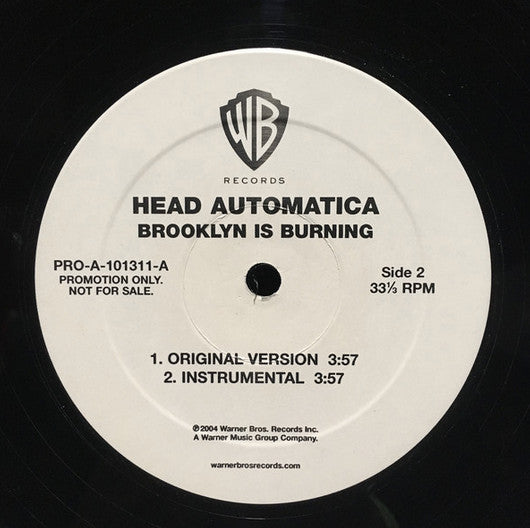 WB
RECORDS
HEAD AUTOMATICA
BROOKLYN IS BURNING
PRO-A-101311-A
PROMOTION ONLY.
NOT FOR SALE.
Side 2
33⅓ RPM
1. ORIGINAL VERSION 3:57
2. INSTRUMENTAL 3:57
℗2004 Warner Bros. Records Inc.
A Warner Music Group Company.
warnerbrosrecords.com